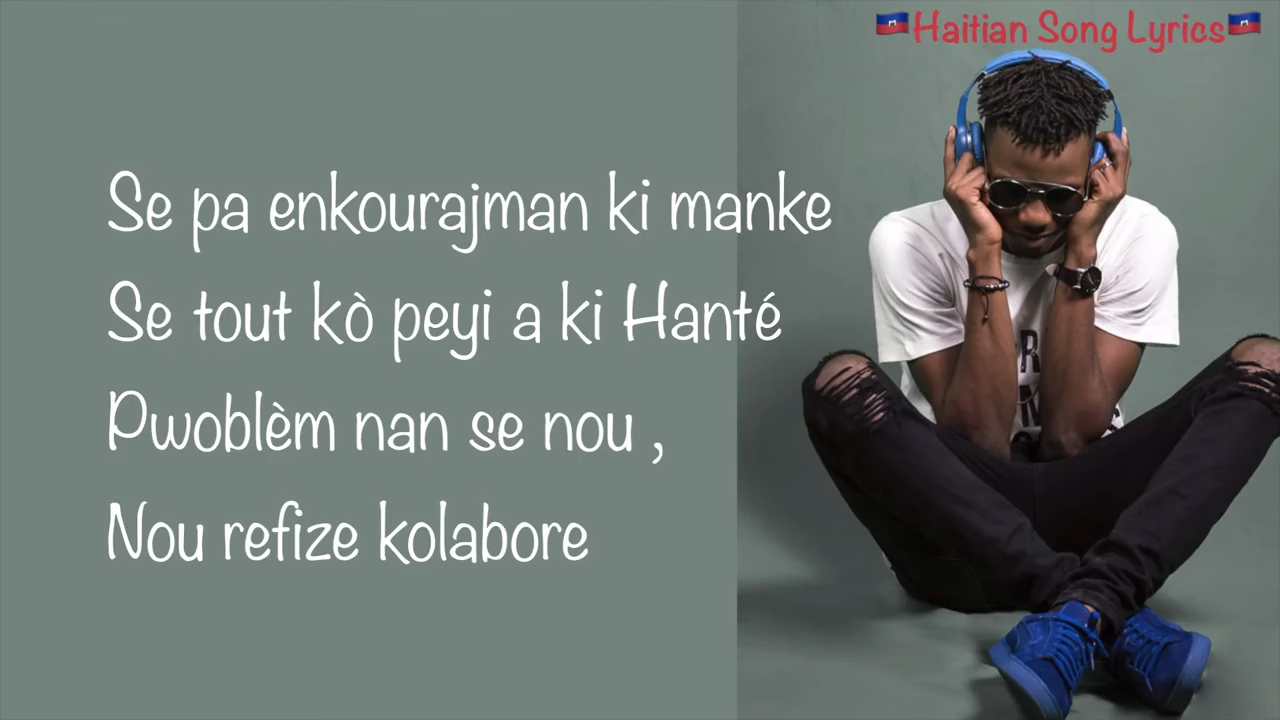 🇭🇹Haitian Song Lyrics🇭🇹
Se pa enkourajman ki manke
Se tout kò peyi a ki Hanté
Pwoblèm nan se nou ,
Nou refize kolabore